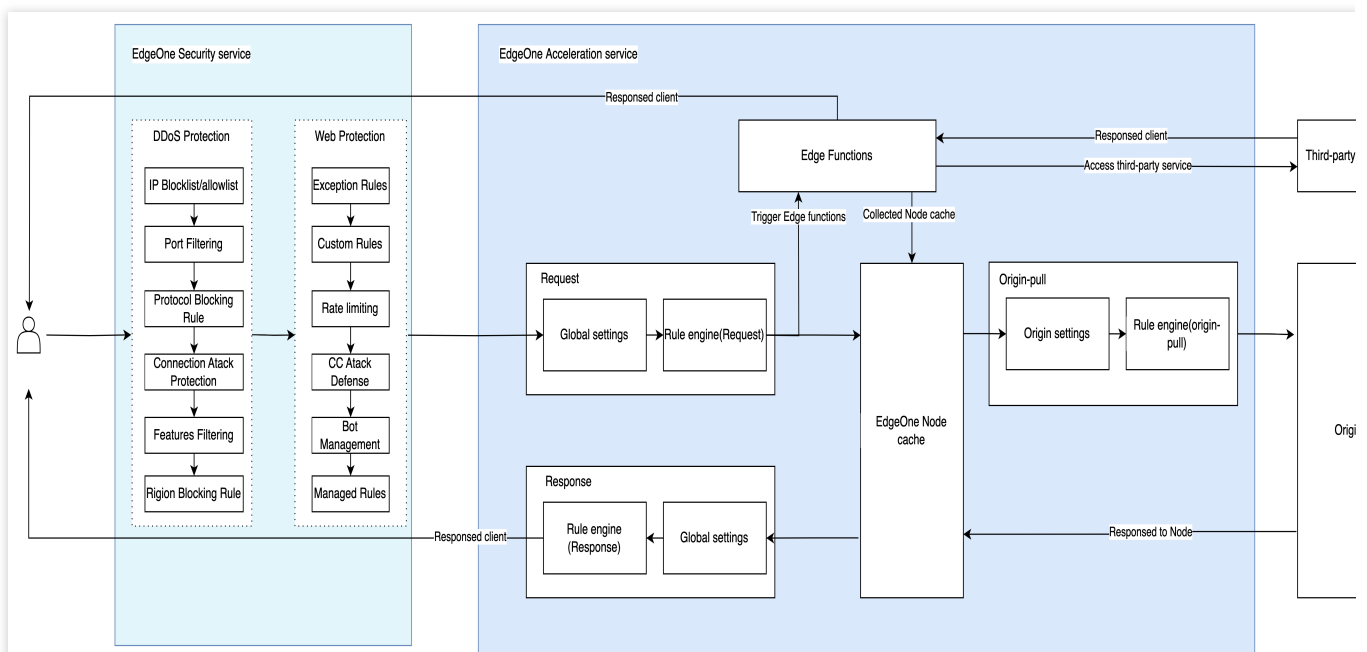 EdgeOne Security service
EdgeOne Acceleration service
Responsed client
DDoS Protection
IP Blocklist/allowlist
Port Filtering
Protocol Blocking
Rule
Connection Atack
Protection
Features Filtering
Rigion Blocking Rule
Web Protection
Exception Rules
Custom Rules
Rate limiting
CC Atack
Defense
Bot
Management
Managed Rules
Edge Functions
Responsed client
Access third-party service
Third-party
Trigger Edge functions
Collected Node cache
Request
Global settings
Rule engine(Request)
EdgeOne Node
cache
Origin-pull
Origin settings
Rule engine(origin-
pull)
Origi
Response
Rule engine
(Response)
Global settings
Responsed client
Responsed to Node